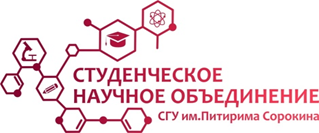 СТУДЕНЧЕСКОЕ
НАУЧНОЕ ОБЪЕДИНЕНИЕ
СГУ им.Питирима Сорокина